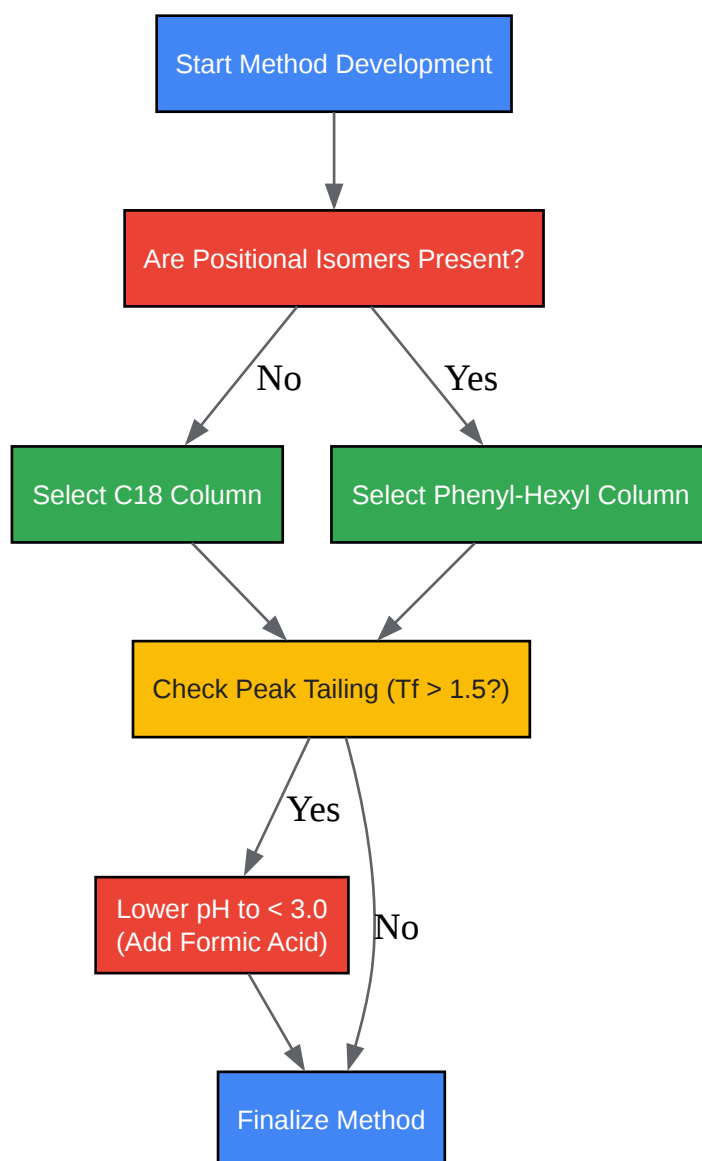 Start Method Development
Are Positional Isomers Present?
No
Yes
Select C18 Column
Select Phenyl-Hexyl Column
Check Peak Tailing (Tf > 1.5?)
Yes
Lower pH to < 3.0
(Add Formic Acid)
No
Finalize Method